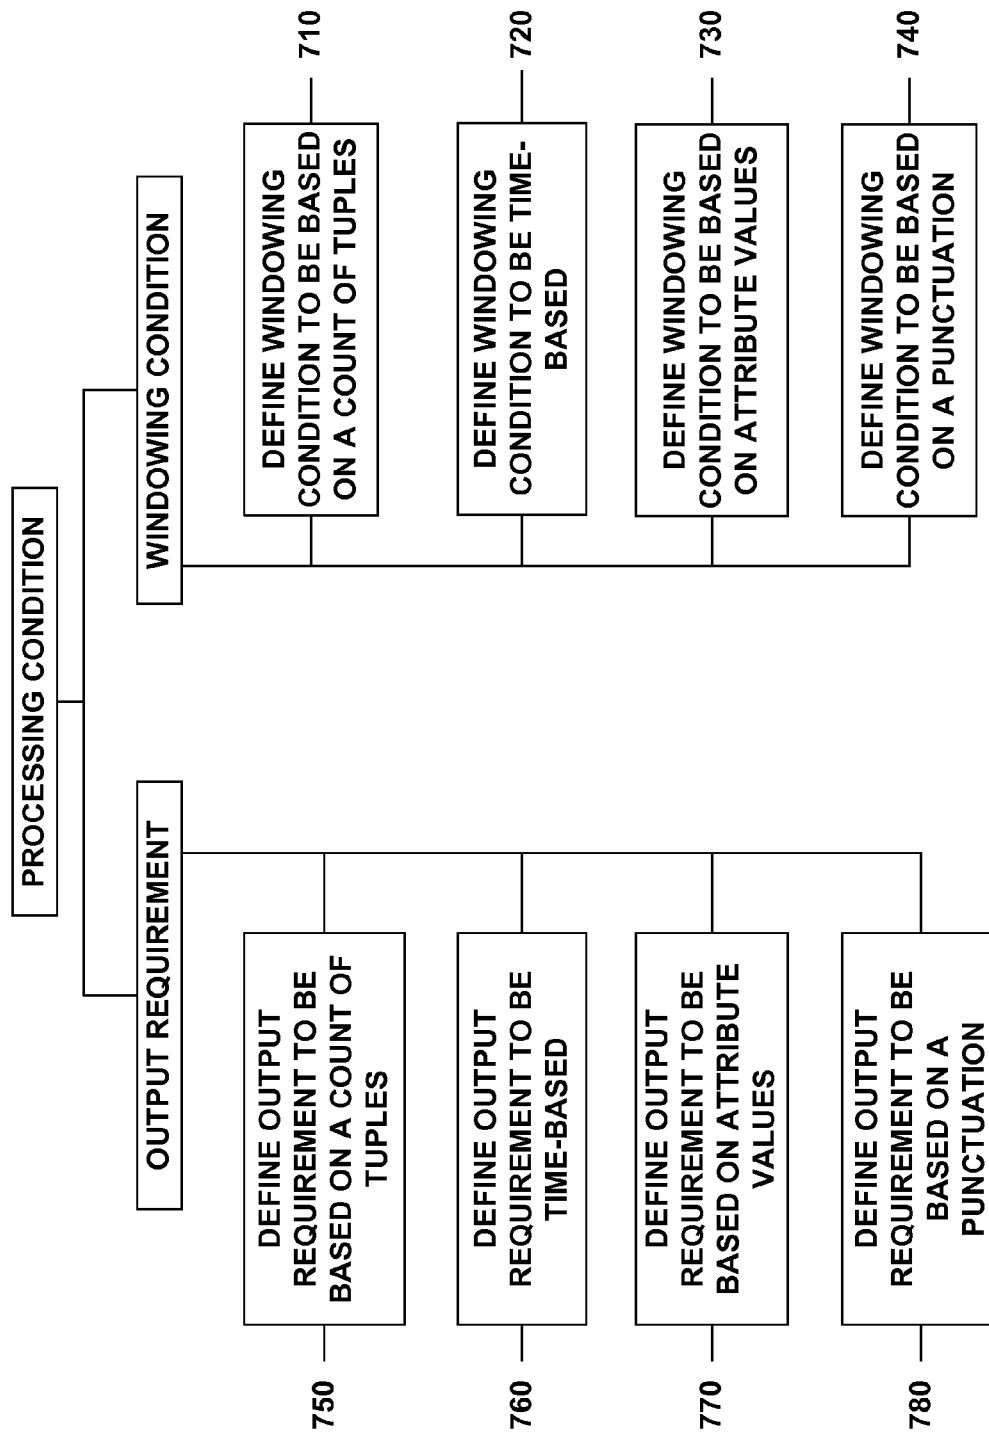 PROCESSING CONDITION
OUTPUT REQUIREMENT
WINDOWING CONDITION
750
DEFINE OUTPUT
REQUIREMENT TO BE
BASED ON A COUNT OF
TUPLES
DEFINE WINDOWING
CONDITION TO BE BASED
ON A COUNT OF TUPLES
710
760
DEFINE OUTPUT
REQUIREMENT TO BE
TIME-BASED
DEFINE WINDOWING
CONDITION TO BE TIME-
BASED
720
770
DEFINE OUTPUT
REQUIREMENT TO BE
BASED ON ATTRIBUTE
VALUES
DEFINE WINDOWING
CONDITION TO BE BASED
ON ATTRIBUTE VALUES
730
780
DEFINE OUTPUT
REQUIREMENT TO BE
BASED ON A
PUNCTUATION
DEFINE WINDOWING
CONDITION TO BE BASED
ON A PUNCTUATION
740